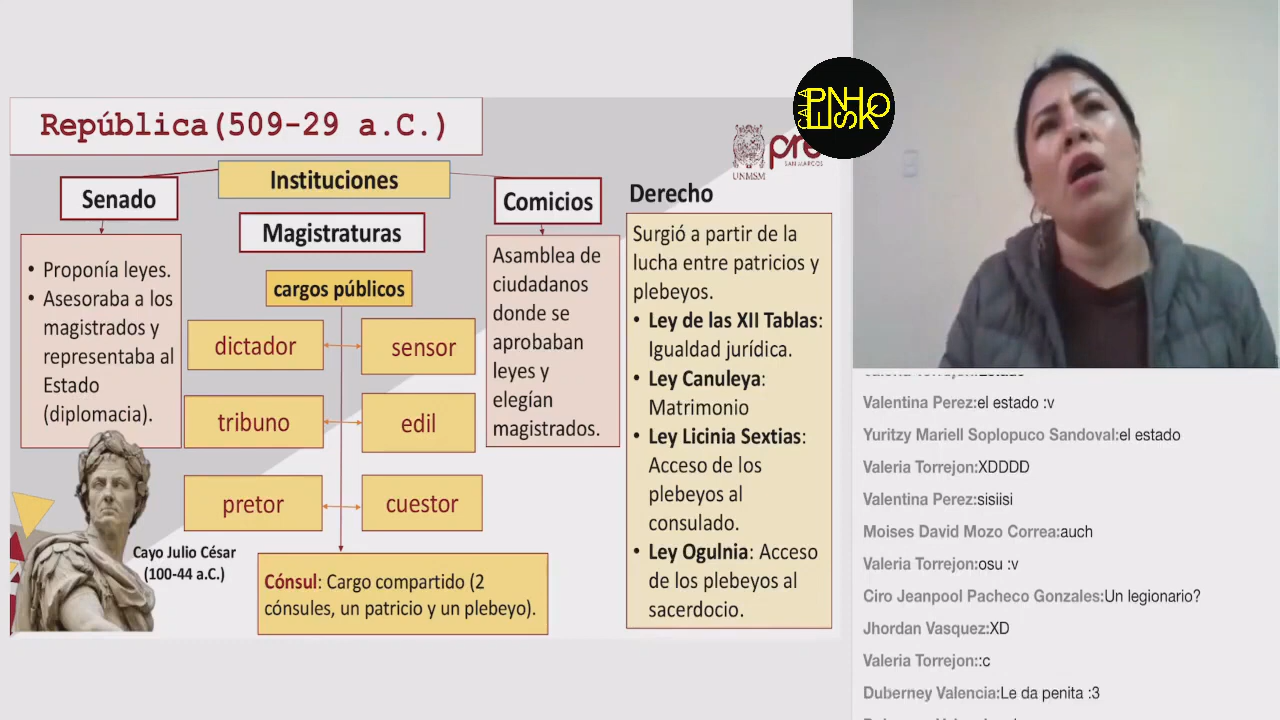 República(509-29 a.C.)
Instituciones
Senado
Magistraturas
Comicios
Derecho
cargos públicos
• Proponía leyes.
• Asesoraba a los
magistrados y
representaba al
Estado
(diplomacia).
dictador
sensor
tribuno
edil
pretor
cuestor
Asamblea de
ciudadanos
donde se
aprobaban
leyes y
elegían
magistrados.
Surgió a partir de la
lucha entre patricios y
plebeyos.
• Ley de las XII Tablas:
Igualdad jurídica.
• Ley Canuleya:
Matrimonio
• Ley Licinia Sextias:
Acceso de los
plebeyos al
consulado.
• Ley Ogulnia: Acceso
de los plebeyos al
sacerdocio.
Cayo Julio César
(100-44 a.C.)
Cónsul: Cargo compartido (2
cónsules, un patricio y un plebeyo).
UNMSM
pre
SAN MARCOS
Valentina Perez:el estado :v
Yuritzy Mariell Soplopuco Sandoval:el estado
Valeria Torrejon:XDDDD
Valentina Perez:sisiisi
Moises David Mozo Correa:auch
Valeria Torrejon:osu :v
Ciro Jeanpool Pacheco Gonzales:Un legionario?
Jhordan Vasquez:XD
Valeria Torrejon::c
Duberney Valencia:Le da penita :3